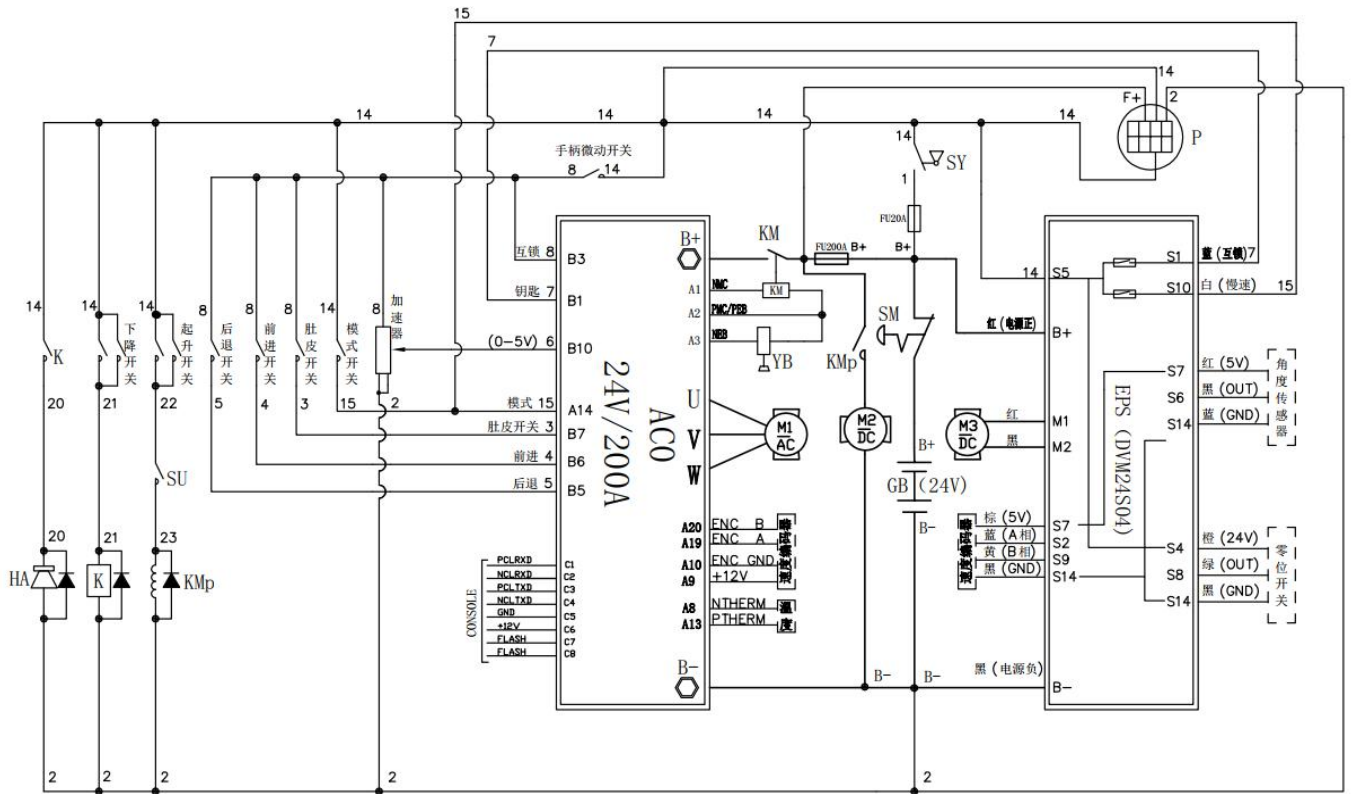 15
7
14
F+
2
P
14
14
14
14
14
14
手柄微动开关
8
14
14
SY
1
FU20A
KM
FU200A
B+
B+
B+
互锁 8
B3
钥匙 7
B1
(0-5V) 6
B10
模式 15
A14
肚皮开关 3
B7
前进 4
B6
后退 5
B5
24V/200A
AC0
A1
NMC
KM
A2
PMC/PEB
A3
NEB
YB
KMp
SM
U
V
W
M1
AC
M2
DC
M3
DC
B+
GB (24V)
B-
A20
ENC B
A19
ENC A
A10
ENC GND
A9
+12V
速度编码器
A8
NTHERM
A13
PTHERM
温度
B-
B-
B-
CONSOLE
PCLRXD
C1
NCLRXD
C2
PCLTXD
C3
NCLTXD
C4
GND
C5
+12V
C6
FLASH
C7
FLASH
C8
14
K
20
14
下降开关
21
14
起升开关
22
8
后退开关
5
8
前进开关
4
8
肚皮开关
3
14
模式开关
15
8
加速器
2
SU
20
HA
21
K
23
KMp
2
2
2
2
2
14
S5
S1
蓝 (互锁) 7
S10
白 (慢速)
15
红 (电源正)
B+
EPS (DVM24S04)
S7
红 (5V)
S6
黑 (OUT)
S14
蓝 (GND)
角度传感器
红
M1
黑
M2
速度编码器
棕 (5V)
S7
蓝 (A相)
S2
黄 (B相)
S9
黑 (GND)
S14
S4
橙 (24V)
S8
绿 (OUT)
S14
黑 (GND)
零位开关
黑 (电源负)
B-